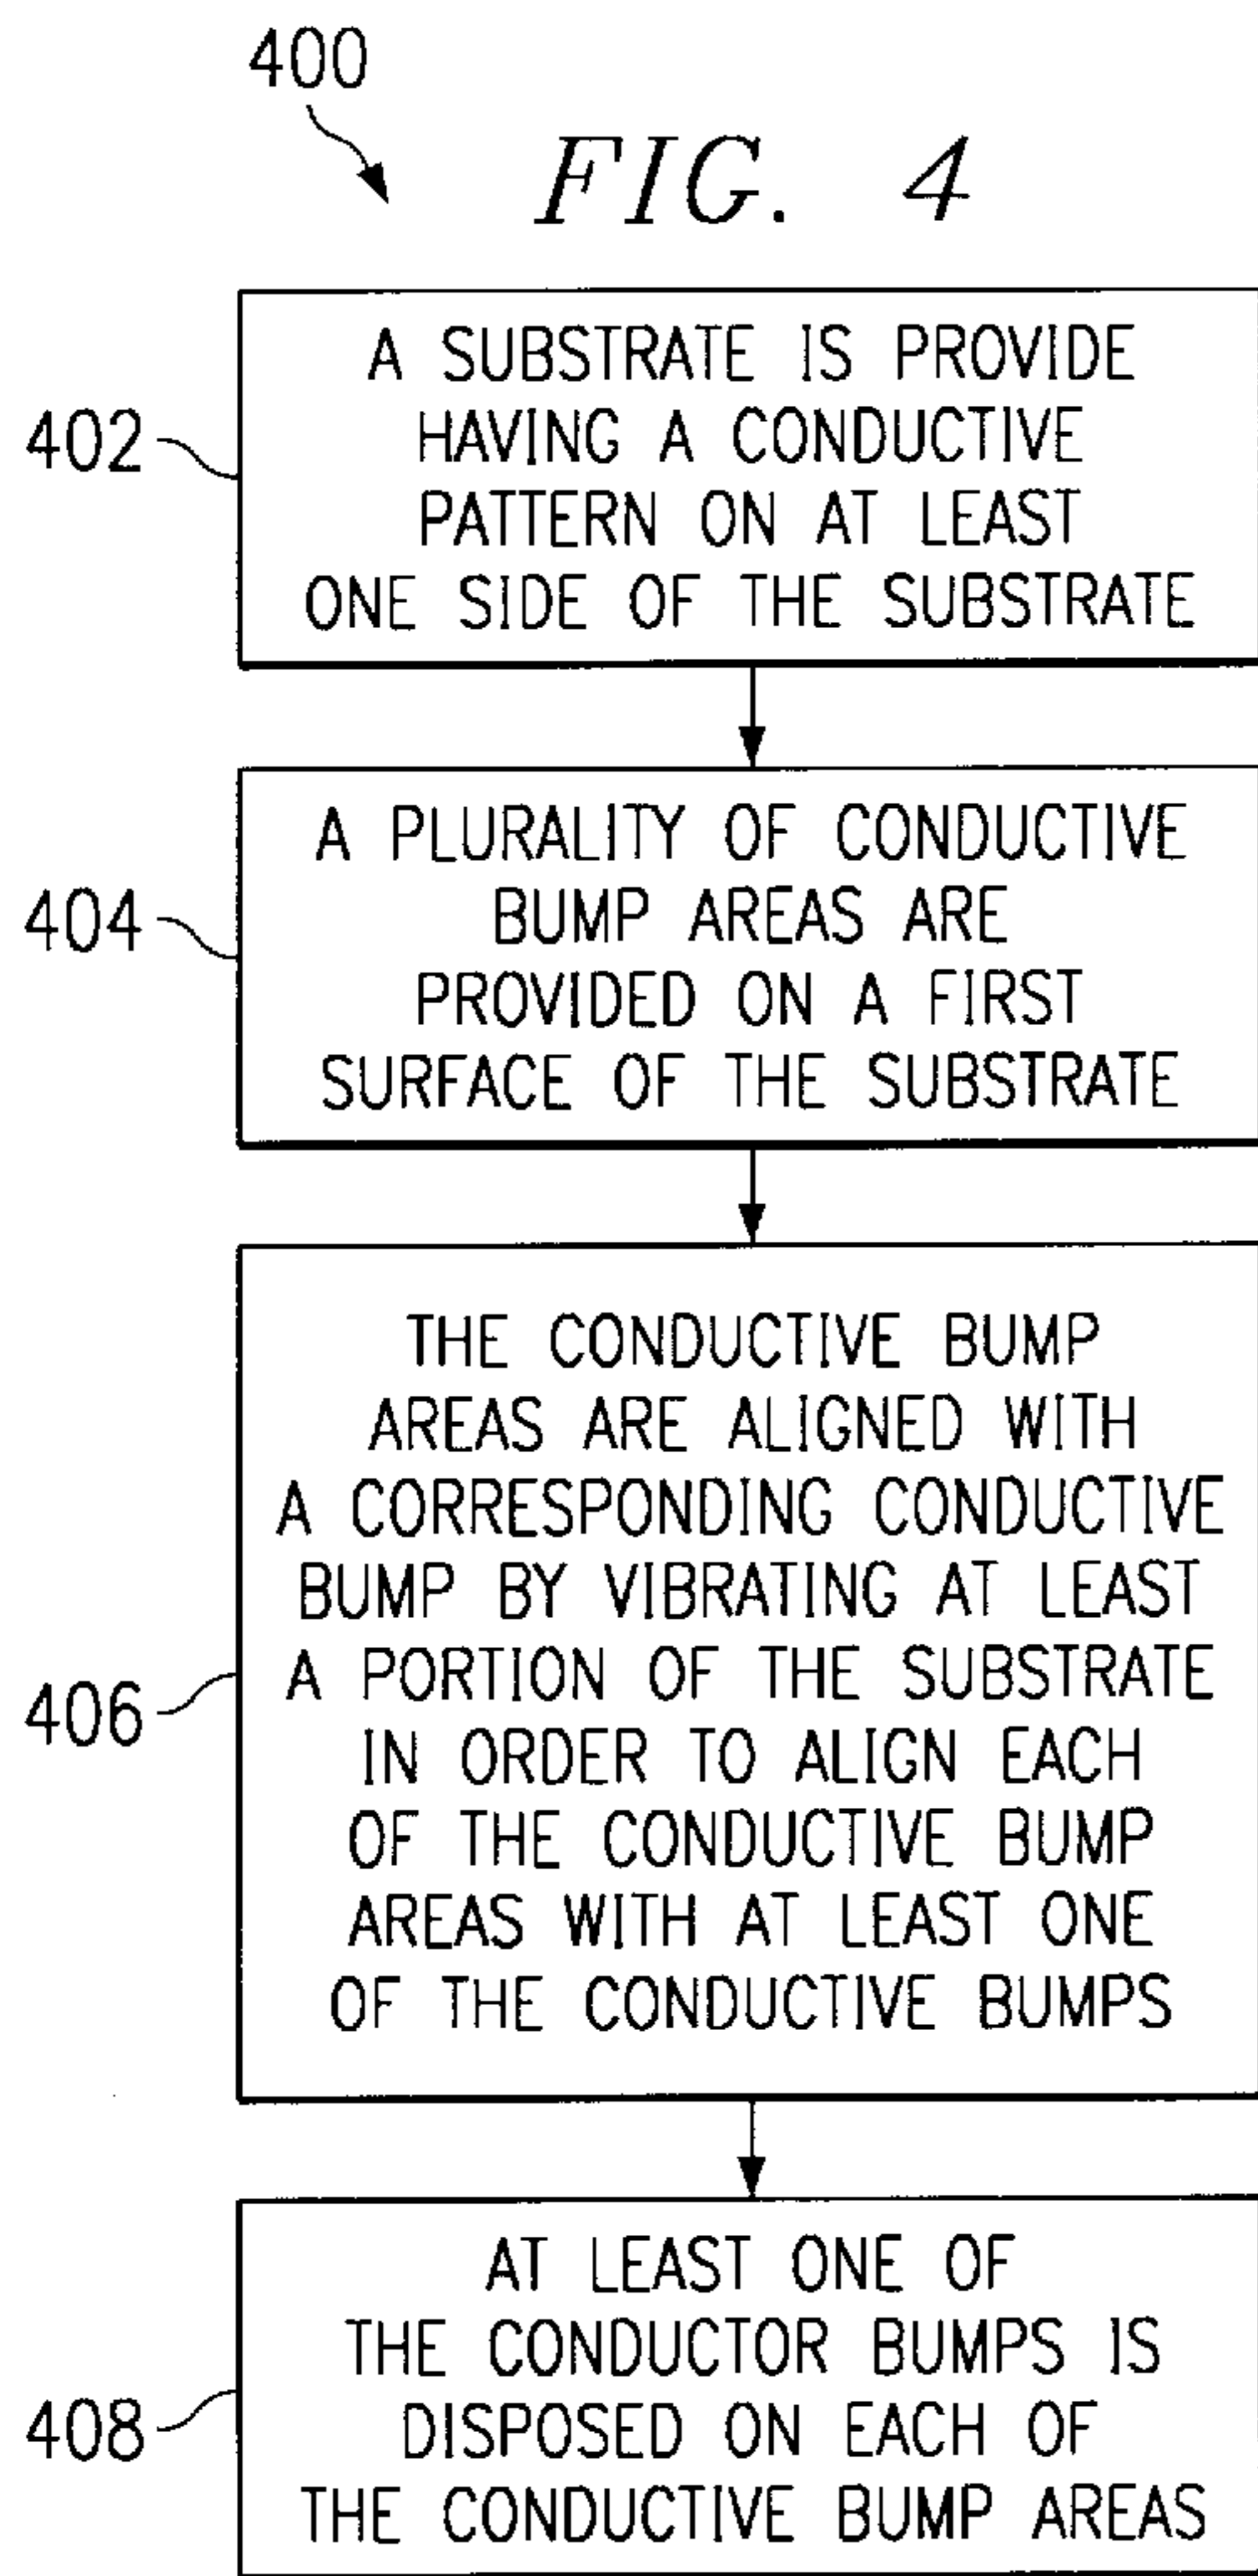 400
FIG. 4
A SUBSTRATE IS PROVIDE
HAVING A CONDUCTIVE
PATTERN ON AT LEAST
ONE SIDE OF THE SUBSTRATE
402
A PLURALITY OF CONDUCTIVE
BUMP AREAS ARE
PROVIDED ON A FIRST
SURFACE OF THE SUBSTRATE
404
THE CONDUCTIVE BUMP
AREAS ARE ALIGNED WITH
A CORRESPONDING CONDUCTIVE
BUMP BY VIBRATING AT LEAST
A PORTION OF THE SUBSTRATE
IN ORDER TO ALIGN EACH
OF THE CONDUCTIVE BUMP
AREAS WITH AT LEAST ONE
OF THE CONDUCTIVE BUMPS
406
AT LEAST ONE OF
THE CONDUCTOR BUMPS IS
DISPOSED ON EACH OF
THE CONDUCTIVE BUMP AREAS
408